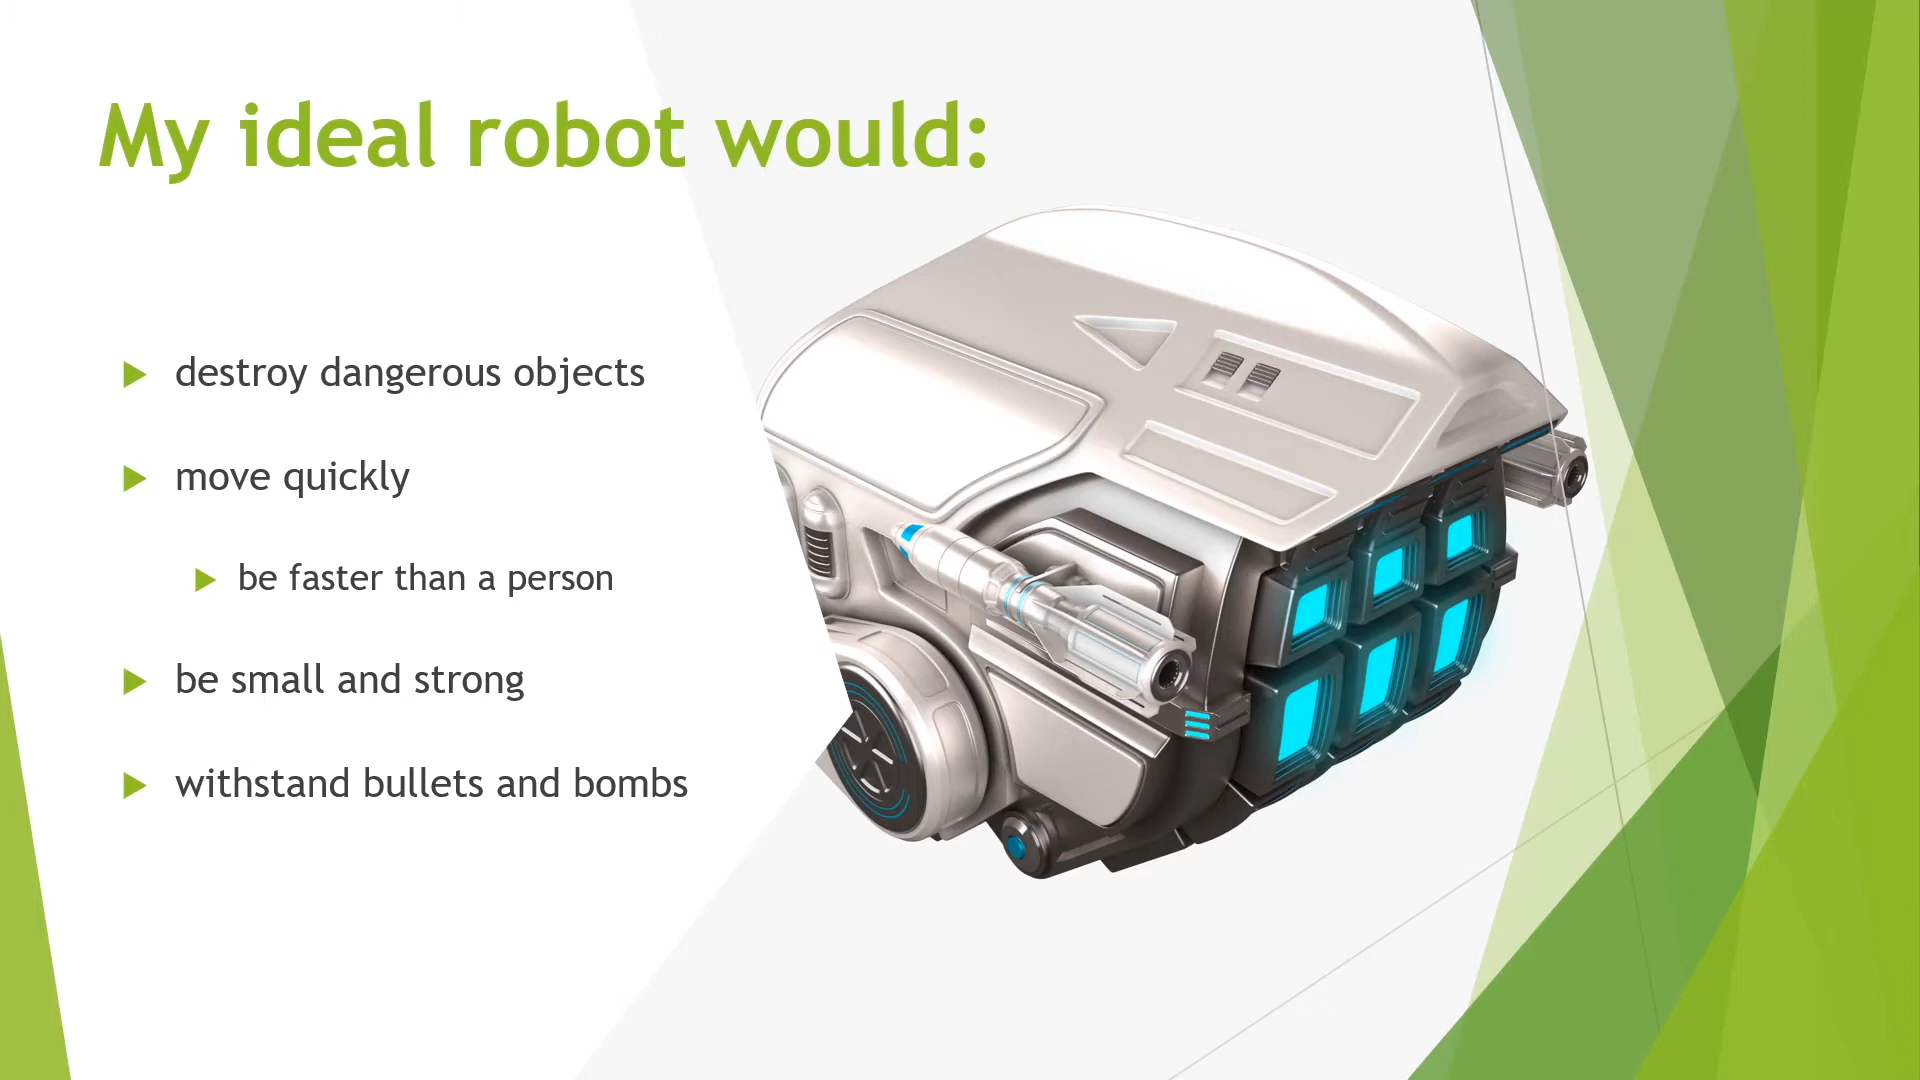 My ideal robot would:
destroy dangerous objects
move quickly
be faster than a person
be small and strong
withstand bullets and bombs